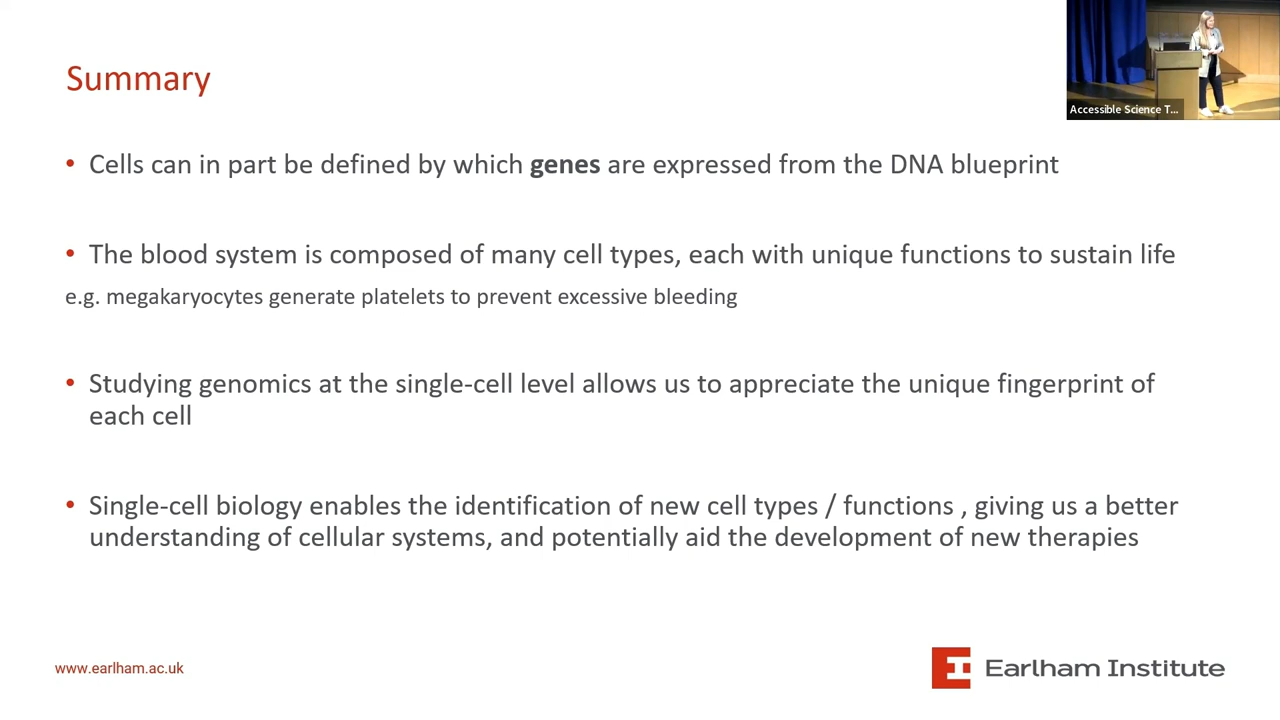 Summary
Accessible Science T...
• Cells can in part be defined by which genes are expressed from the DNA blueprint
• The blood system is composed of many cell types, each with unique functions to sustain life
e.g. megakaryocytes generate platelets to prevent excessive bleeding
• Studying genomics at the single-cell level allows us to appreciate the unique fingerprint of
each cell
• Single-cell biology enables the identification of new cell types / functions , giving us a better
understanding of cellular systems, and potentially aid the development of new therapies
www.earlham.ac.uk
Earlham Institute